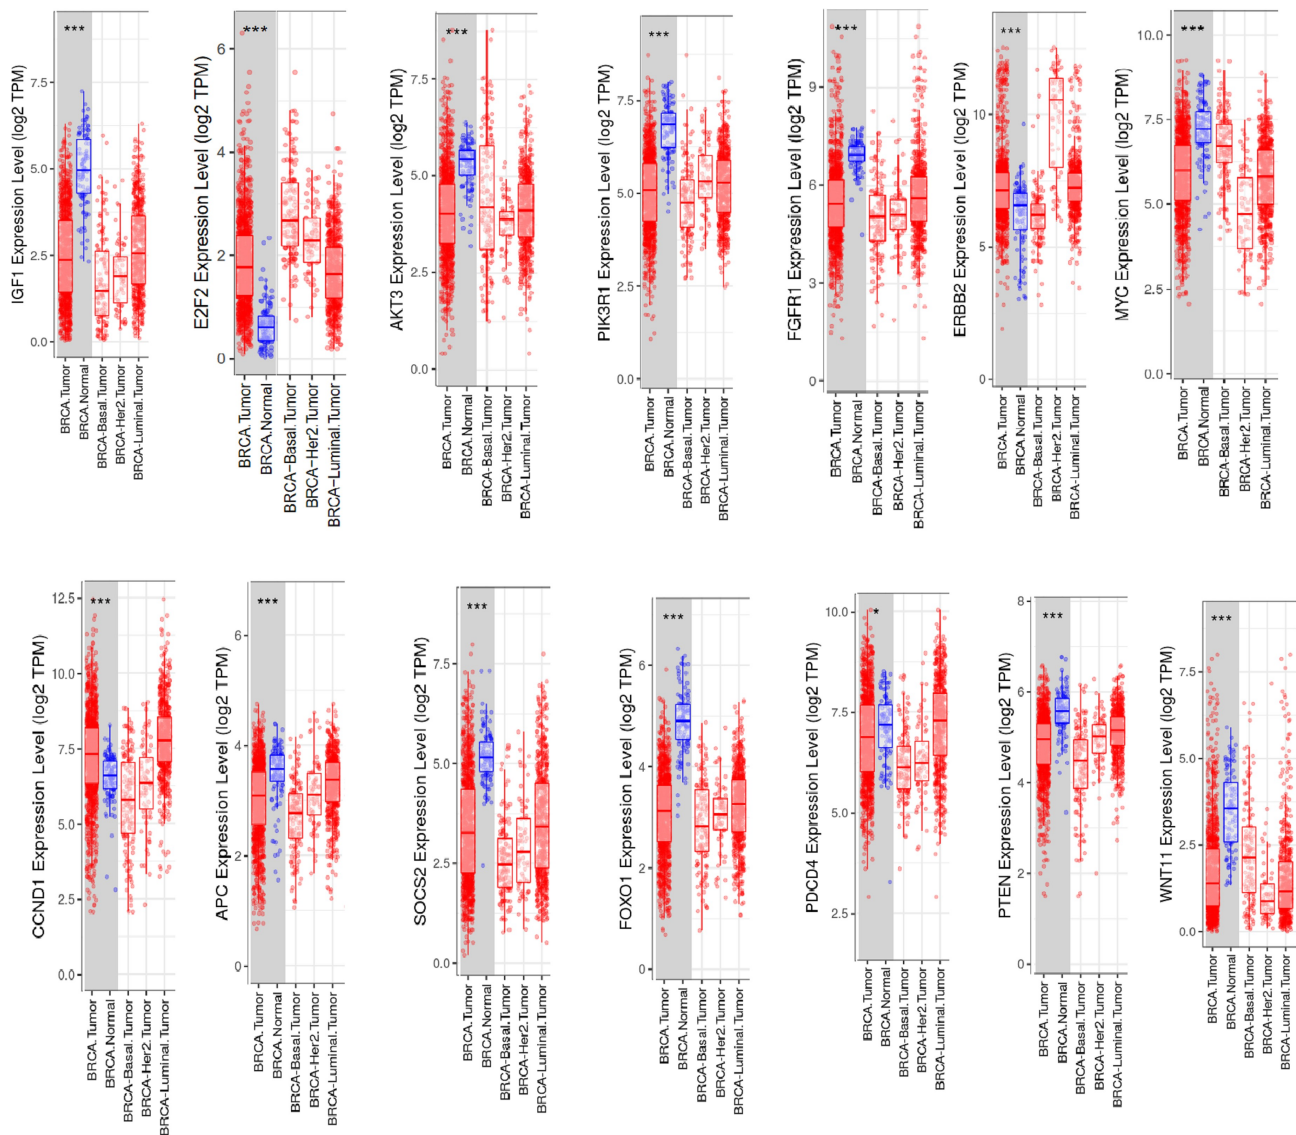 IGF1 Expression Level (log2 TPM)
7.5
5.0
2.5
0.0
***
BRCA.Tumor
BRCA.Normal
BRCA-Basal.Tumor
BRCA-Her2.Tumor
BRCA-Luminal.Tumor
E2F2 Expression Level (log2 TPM)
6
4
2
0
***
BRCA.Tumor
BRCA.Normal
BRCA-Basal.Tumor
BRCA-Her2.Tumor
BRCA-Luminal.Tumor
AKT3 Expression Level (log2 TPM)
7.5
5.0
2.5
0.0
***
BRCA.Tumor
BRCA.Normal
BRCA-Basal.Tumor
BRCA-Her2.Tumor
BRCA-Luminal.Tumor
PIK3R1 Expression Level (log2 TPM)
7.5
5.0
2.5
0.0
***
BRCA.Tumor
BRCA.Normal
BRCA-Basal.Tumor
BRCA-Her2.Tumor
BRCA-Luminal.Tumor
FGFR1 Expression Level (log2 TPM)
9
6
3
0
***
BRCA.Tumor
BRCA.Normal
BRCA-Basal.Tumor
BRCA-Her2.Tumor
BRCA-Luminal.Tumor
ERBB2 Expression Level (log2 TPM)
10
5
0
***
BRCA.Tumor
BRCA.Normal
BRCA-Basal.Tumor
BRCA-Her2.Tumor
BRCA-Luminal.Tumor
MYC Expression Level (log2 TPM)
10.0
7.5
5.0
2.5
0.0
***
BRCA.Tumor
BRCA.Normal
BRCA-Basal.Tumor
BRCA-Her2.Tumor
BRCA-Luminal.Tumor
CCND1 Expression Level (log2 TPM)
12.5
10.0
7.5
5.0
2.5
0.0
***
BRCA.Tumor
BRCA.Normal
BRCA-Basal.Tumor
BRCA-Her2.Tumor
BRCA-Luminal.Tumor
APC Expression Level (log2 TPM)
6
4
2
0
***
BRCA.Tumor
BRCA.Normal
BRCA-Basal.Tumor
BRCA-Her2.Tumor
BRCA-Luminal.Tumor
SOCS2 Expression Level (log2 TPM)
7.5
5.0
2.5
0.0
***
BRCA.Tumor
BRCA.Normal
BRCA-Basal.Tumor
BRCA-Her2.Tumor
BRCA-Luminal.Tumor
FOXO1 Expression Level (log2 TPM)
6
4
2
0
***
BRCA.Tumor
BRCA.Normal
BRCA-Basal.Tumor
BRCA-Her2.Tumor
BRCA-Luminal.Tumor
PDCD4 Expression Level (log2 TPM)
10.0
7.5
5.0
2.5
*
BRCA.Tumor
BRCA.Normal
BRCA-Basal.Tumor
BRCA-Her2.Tumor
BRCA-Luminal.Tumor
PTEN Expression Level (log2 TPM)
8
6
4
2
0
***
BRCA.Tumor
BRCA.Normal
BRCA-Basal.Tumor
BRCA-Her2.Tumor
BRCA-Luminal.Tumor
WNT11 Expression Level (log2 TPM)
7.5
5.0
2.5
0.0
***
BRCA.Tumor
BRCA.Normal
BRCA-Basal.Tumor
BRCA-Her2.Tumor
BRCA-Luminal.Tumor